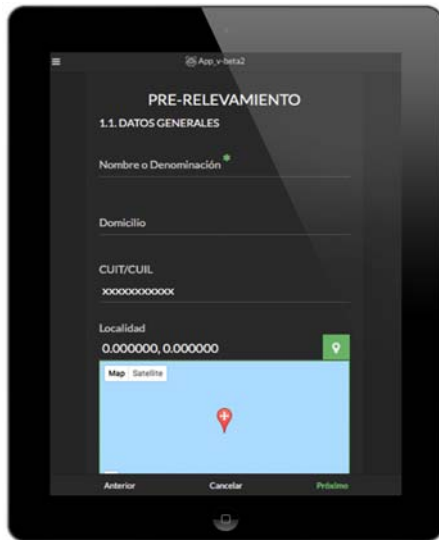 App_v-beta2
PRE-RELEVAMIENTO
1.1. DATOS GENERALES
Nombre o Denominación *
Domicilio
CUIT/CUIL
xxxxxxxxxxx
Localidad
0.000000, 0.000000
Map Satellite
Anterior Cancelar Próximo